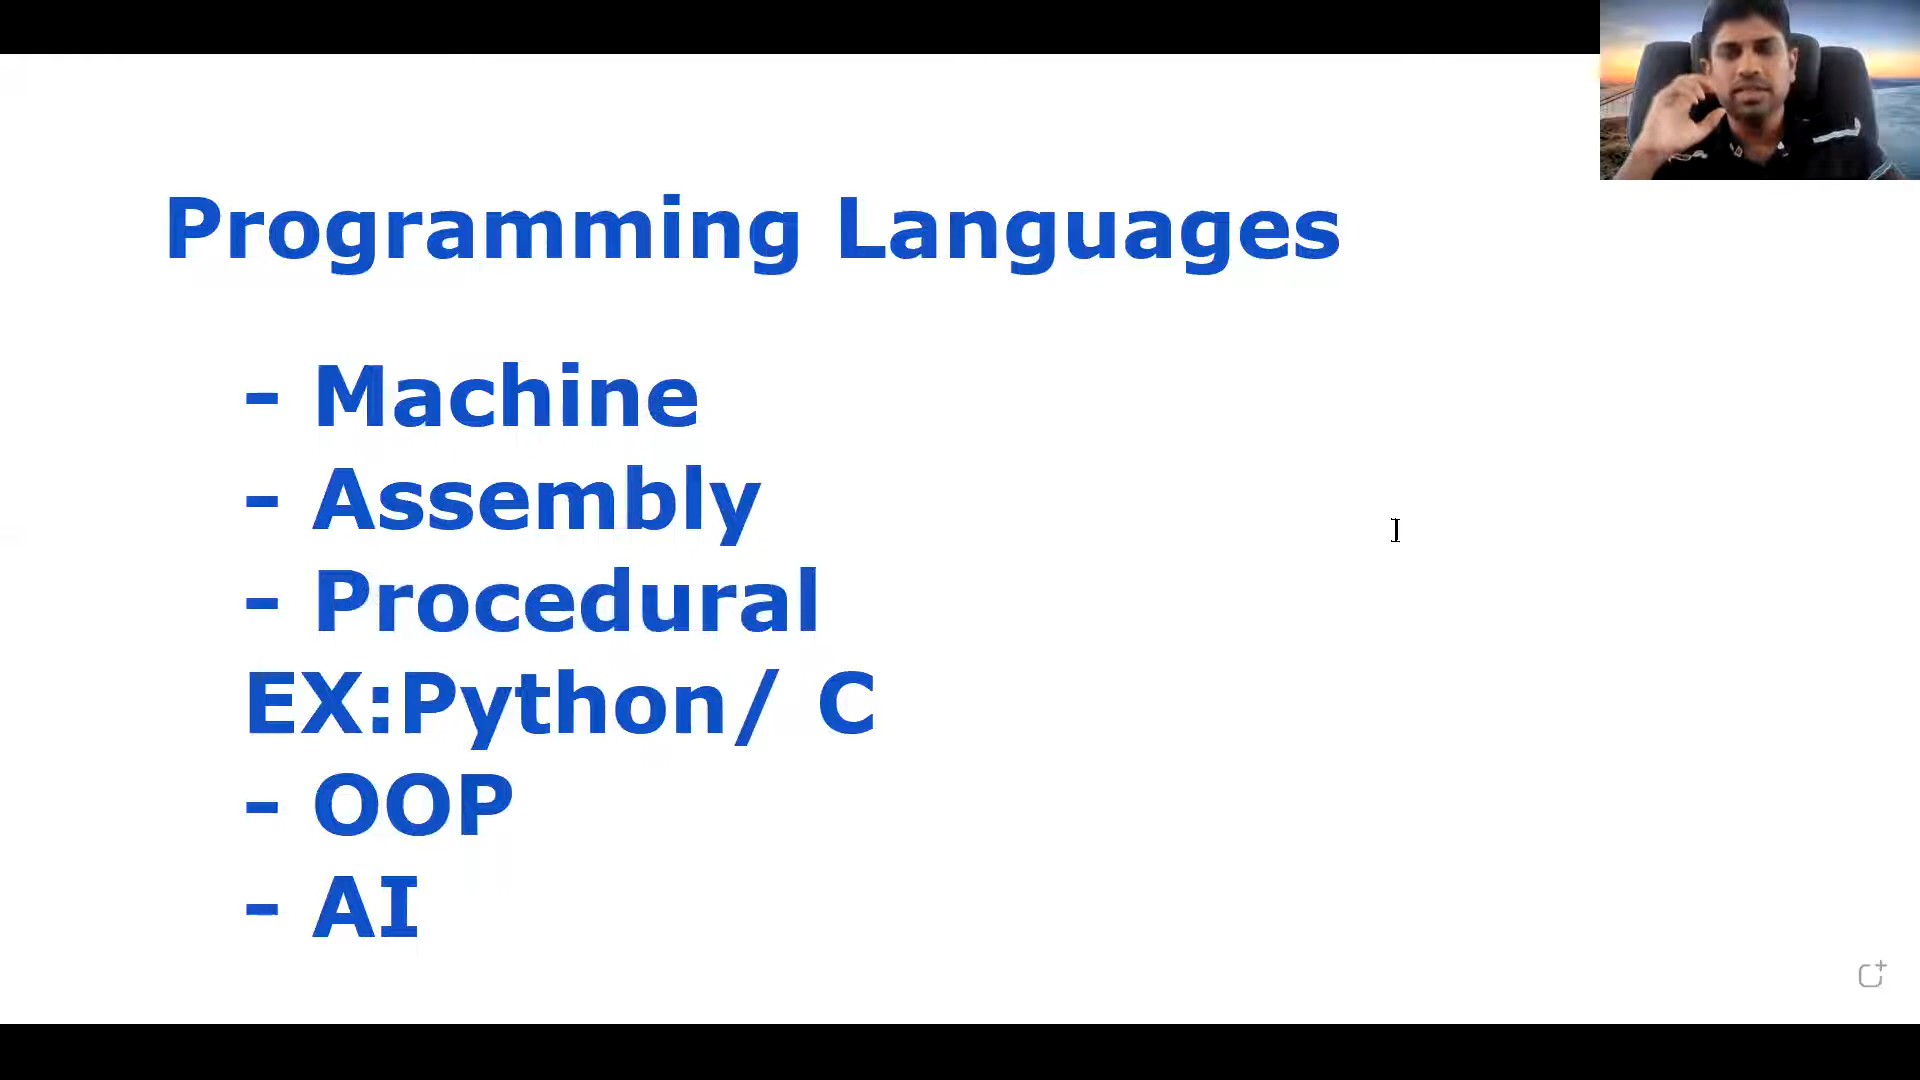 Programming Languages
- Machine
- Assembly
- Procedural
EX:Python/ C
- OOP
- AI